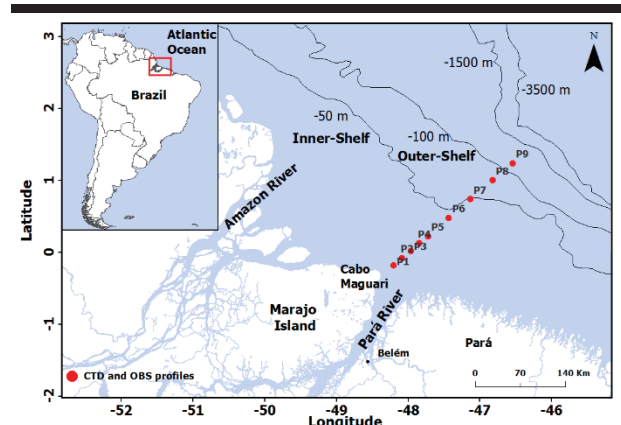 Atlantic
Ocean
Brazil
N
-1500 m
-3500 m
-50 m
-100 m
Inner-Shelf
Outer-Shelf
P9
P8
P7
P6
P5
P4
P3
P2
P1
Amazon River
Cabo
Maguari
Marajo
Island
Pará River
Belém
Pará
CTD and OBS profiles
0 70 140 Km
3
2
1
0
-1
-2
Latitude
-52 -51 -50 -49 -48 -47 -46
Longitude